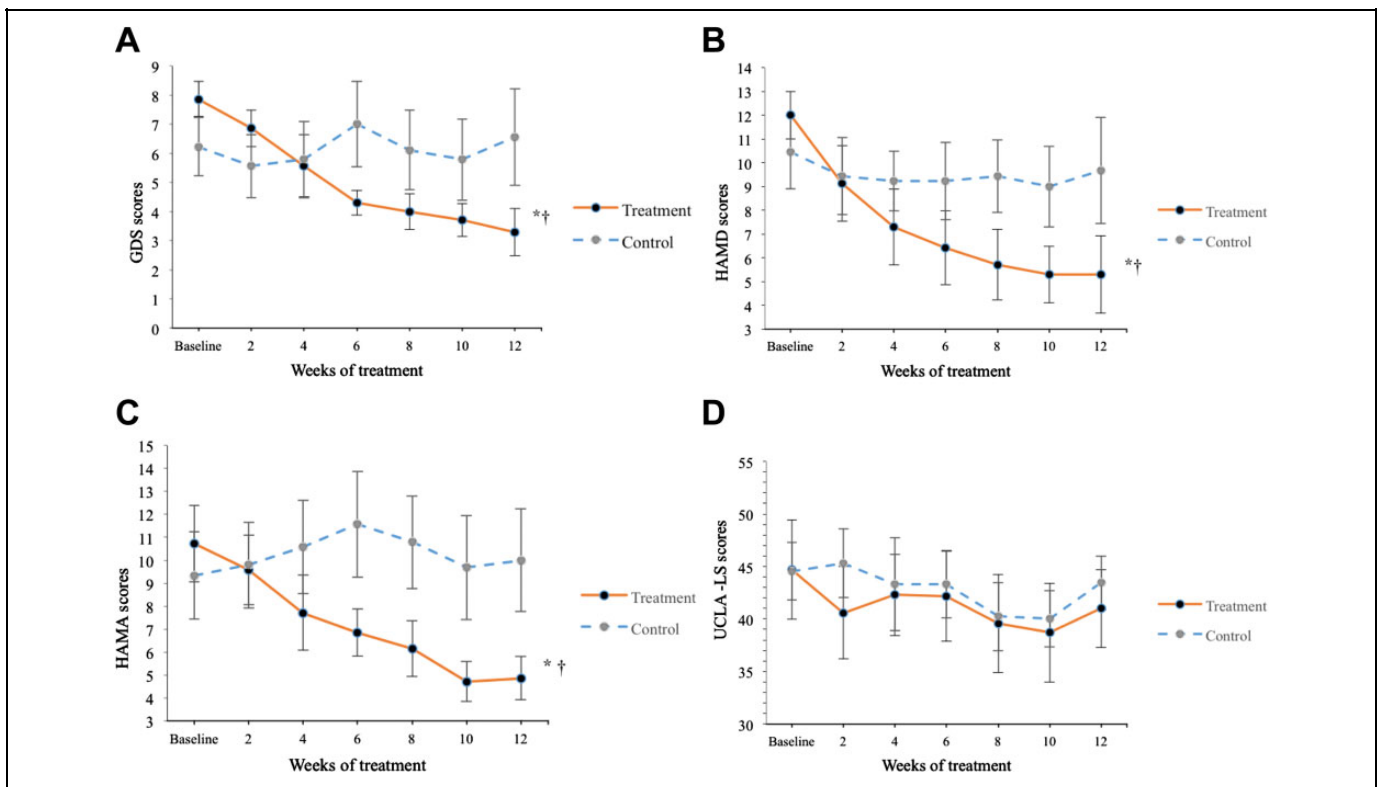 A
GDS scores
9
8
7
6
5
4
3
2
1
0
Baseline 2 4 6 8 10 12
Weeks of treatment
*†
Treatment
Control
B
HAMD scores
14
13
12
11
10
9
8
7
6
5
4
3
Baseline 2 4 6 8 10 12
Weeks of treatment
*†
Treatment
Control
C
HAMA scores
15
14
13
12
11
10
9
8
7
6
5
4
3
Baseline 2 4 6 8 10 12
Weeks of treatment
* †
Treatment
Control
D
UCLA -LS scores
55
50
45
40
35
30
Baseline 2 4 6 8 10 12
Weeks of treatment
Treatment
Control